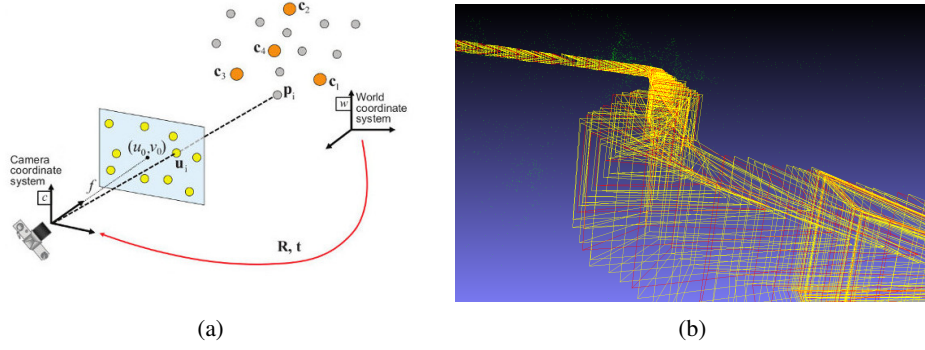 c₂
c₄
c₃
c₁
pᵢ
w
World
coordinate
system
(u₀,v₀)
uᵢ
Camera
coordinate
system
f
c
R, t
(a)
(b)